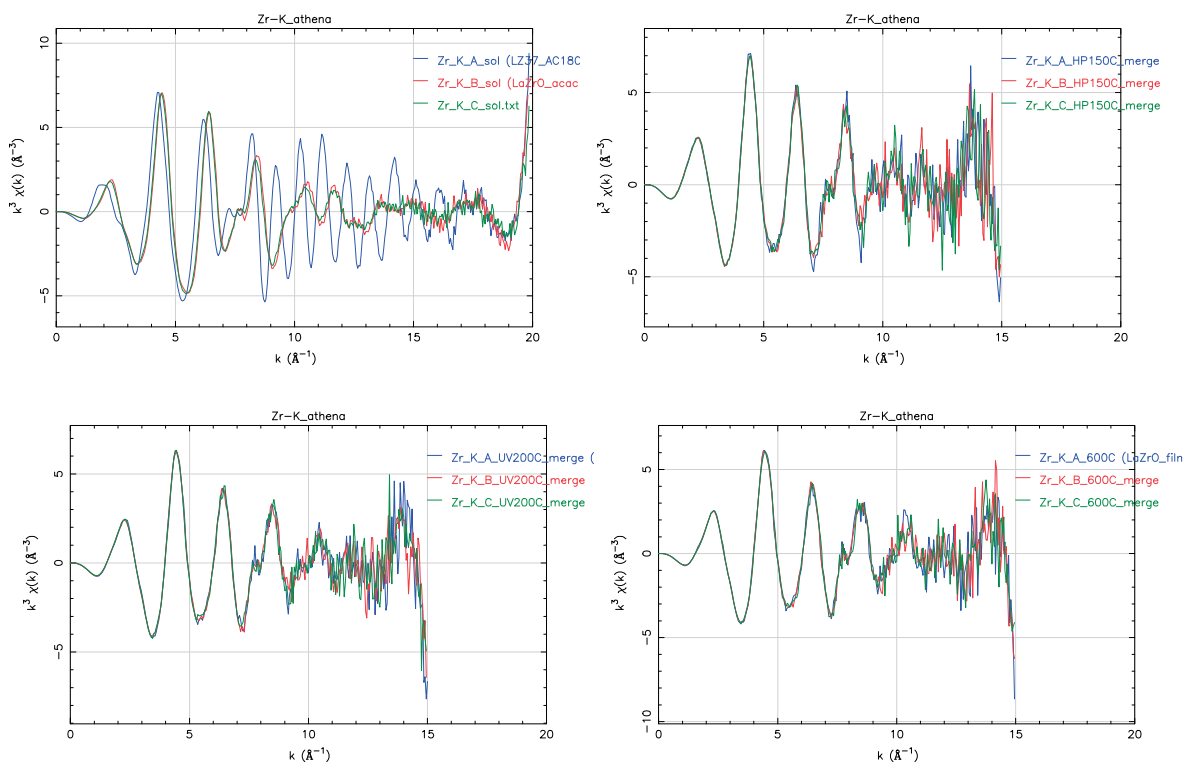 Zr-K_athena
10
5
0
-5
k³ χ(k) (Å⁻³)
Zr_K_A_sol (LZ37_AC18C
Zr_K_B_sol (LaZrO_acac
Zr_K_C_sol.txt
0 5 10 15 20
k (Å⁻¹)
Zr-K_athena
5
0
-5
k³ χ(k) (Å⁻³)
Zr_K_A_HP150C_merge
Zr_K_B_HP150C_merge
Zr_K_C_HP150C_merge
0 5 10 15 20
k (Å⁻¹)
Zr-K_athena
5
0
-5
k³ χ(k) (Å⁻³)
Zr_K_A_UV200C_merge (
Zr_K_B_UV200C_merge
Zr_K_C_UV200C_merge
0 5 10 15 20
k (Å⁻¹)
Zr-K_athena
5
0
-5
-10
k³ χ(k) (Å⁻³)
Zr_K_A_600C (LaZrO_film
Zr_K_B_600C_merge
Zr_K_C_600C_merge
0 5 10 15 20
k (Å⁻¹)